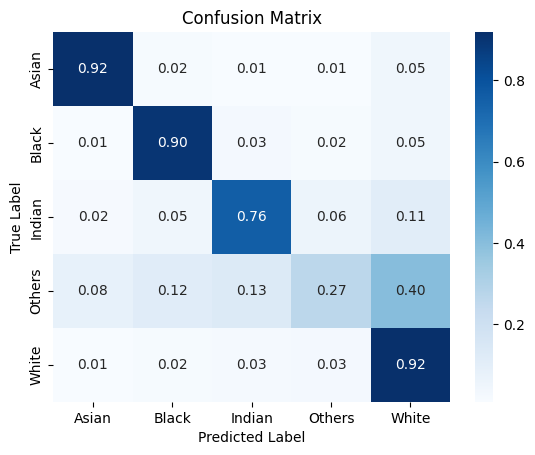 Confusion Matrix
True Label
Asian 0.92 0.02 0.01 0.01 0.05
Black 0.01 0.90 0.03 0.02 0.05
Indian 0.02 0.05 0.76 0.06 0.11
Others 0.08 0.12 0.13 0.27 0.40
White 0.01 0.02 0.03 0.03 0.92
Asian Black Indian Others White
Predicted Label
0.8
0.6
0.4
0.2